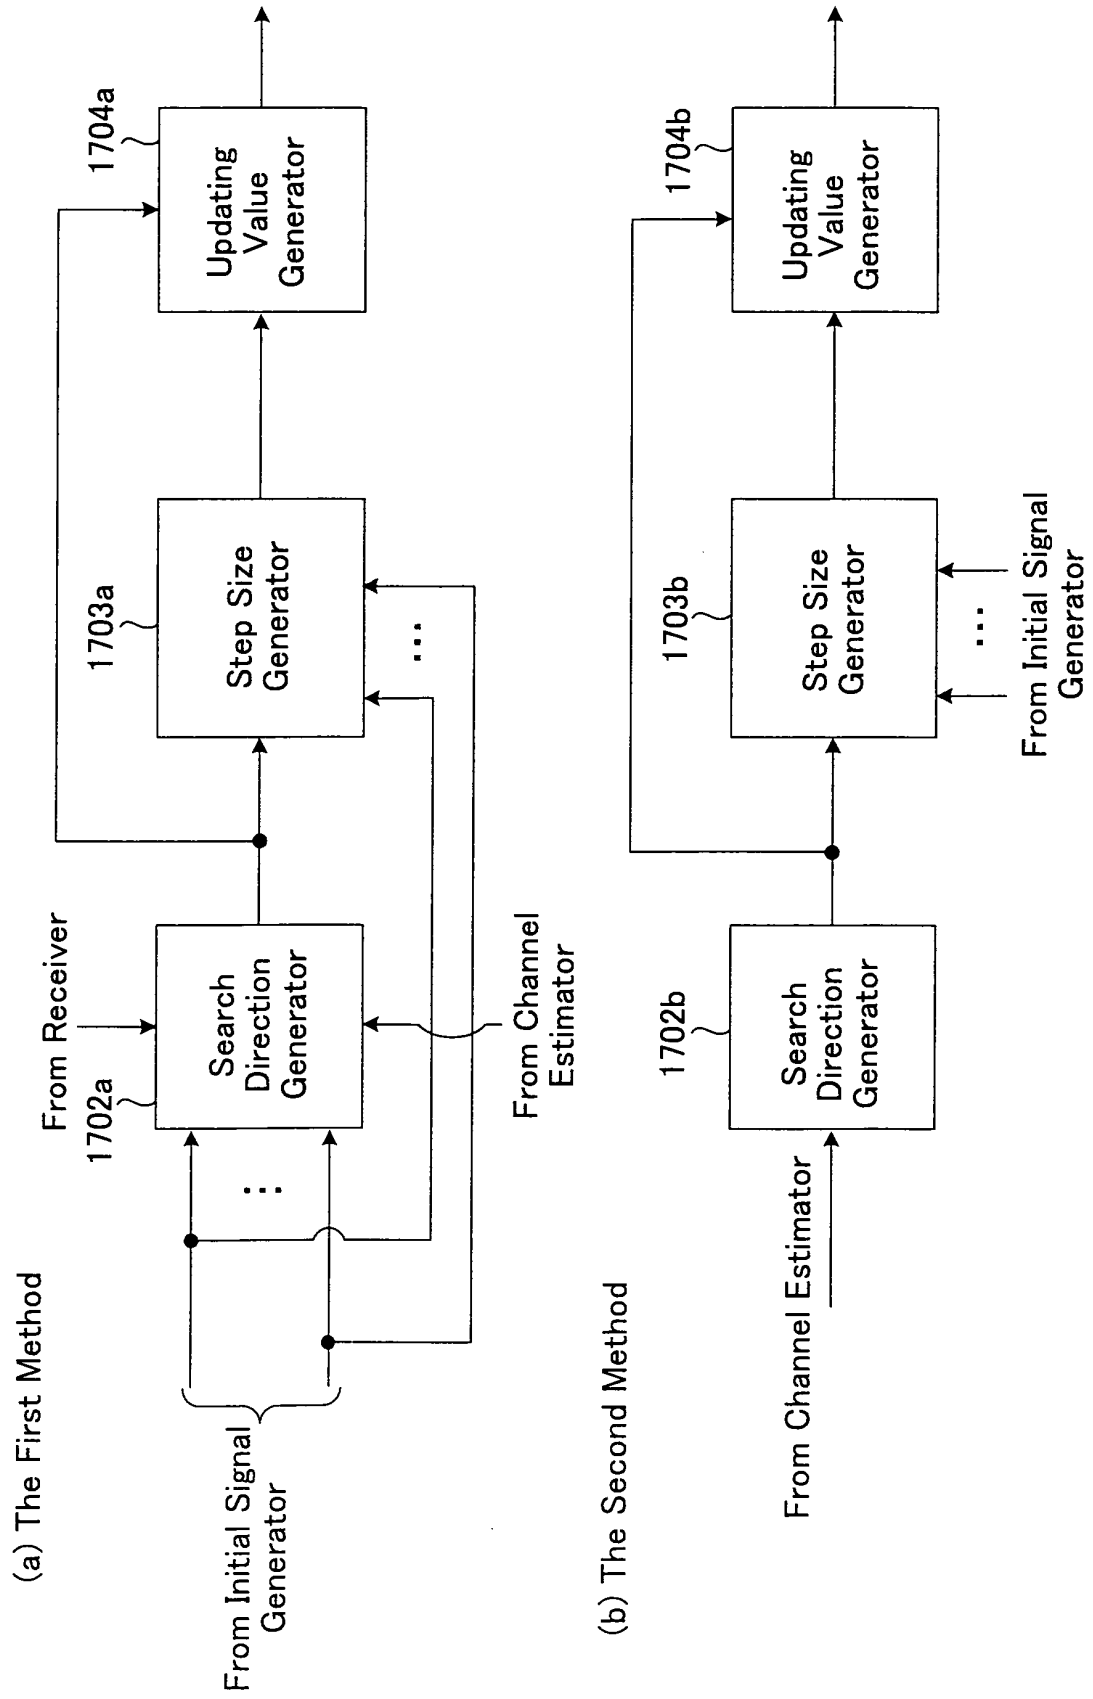 (a) The First Method
From Initial Signal
Generator
From Receiver
1702a
Search
Direction
Generator
From Channel
Estimator
...
1703a
Step Size
Generator
...
1704a
Updating
Value
Generator
(b) The Second Method
From Channel Estimator
1702b
Search
Direction
Generator
1703b
Step Size
Generator
...
From Initial Signal
Generator
1704b
Updating
Value
Generator